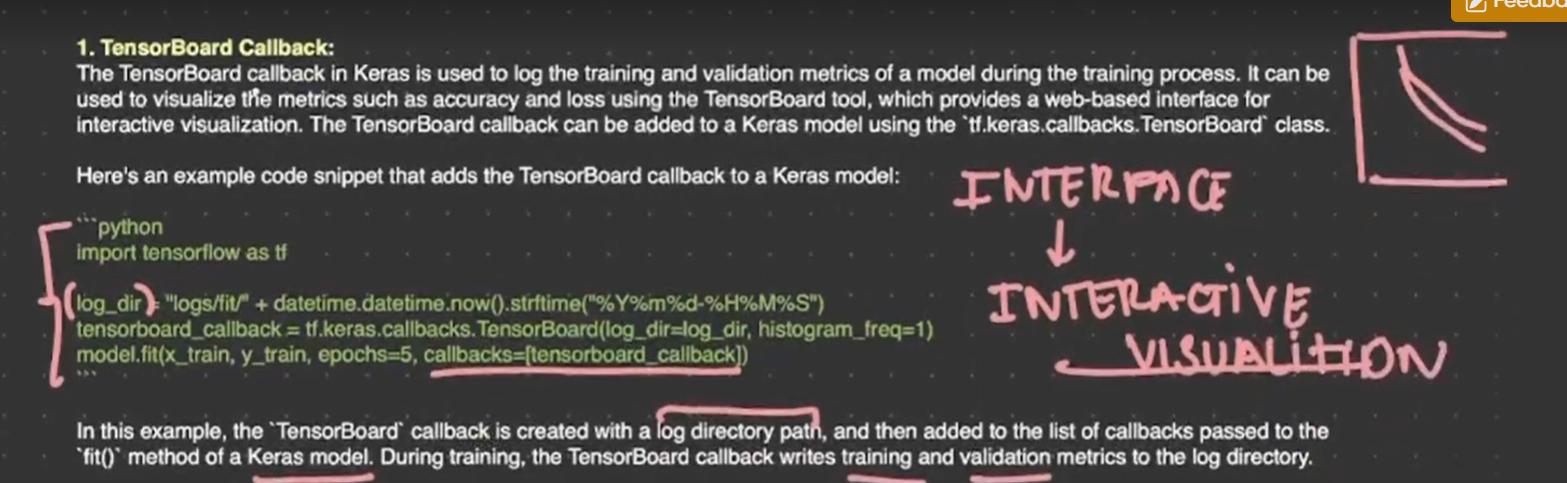 Feedba
1. TensorBoard Callback:
The TensorBoard callback in Keras is used to log the training and validation metrics of a model during the training process. It can be
used to visualize the metrics such as accuracy and loss using the TensorBoard tool, which provides a web-based interface for
interactive visualization. The TensorBoard callback can be added to a Keras model using the `tf.keras.callbacks.TensorBoard` class.
Here's an example code snippet that adds the TensorBoard callback to a Keras model:
INTERFACE
```python
import tensorflow as tf
log_dir = "logs/fit/" + datetime.datetime.now().strftime("%Y%m%d-%H%M%S")
INTERACTIVE
tensorboard_callback = tf.keras.callbacks.TensorBoard(log_dir=log_dir, histogram_freq=1)
model.fit(x_train, y_train, epochs=5, callbacks=[tensorboard_callback])
```
In this example, the `TensorBoard` callback is created with a log directory path, and then added to the list of callbacks passed to the
`fit()` method of a Keras model. During training, the TensorBoard callback writes training and validation metrics to the log directory.